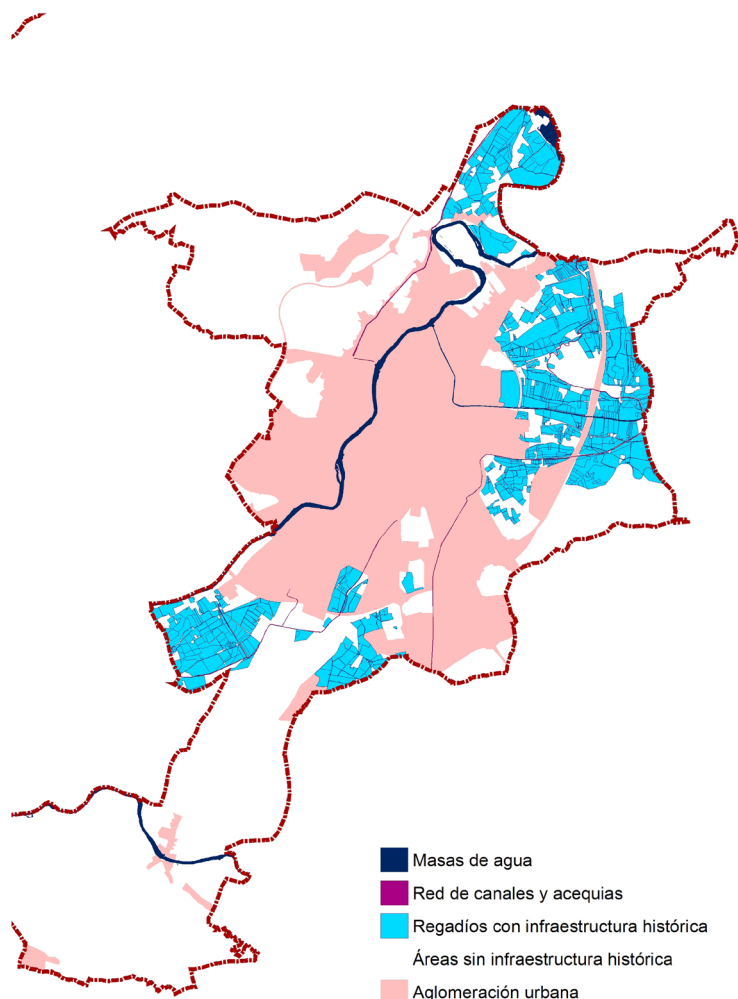 Masas de agua
Red de canales y acequias
Regadíos con infraestructura histórica
Áreas sin infraestructura histórica
Aglomeración urbana